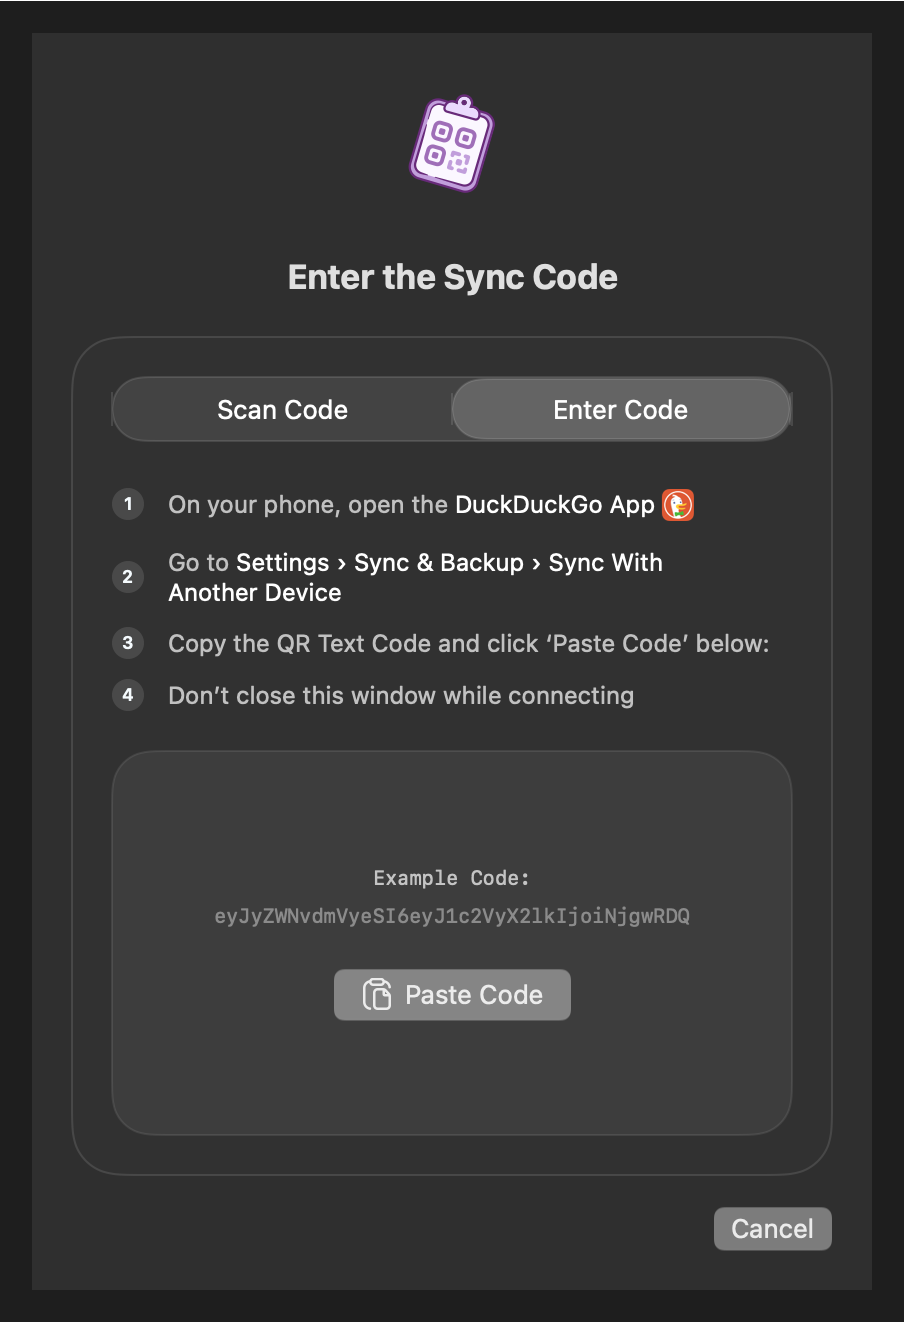 Enter the Sync Code
Scan Code
Enter Code
1 On your phone, open the DuckDuckGo App
2 Go to Settings › Sync & Backup › Sync With
Another Device
3 Copy the QR Text Code and click ‘Paste Code’ below:
4 Don’t close this window while connecting
Example Code:
eyJyZWNvdmVyeSI6eyJ1c2VyX2lkIjoiNjgwRDQ
Paste Code
Cancel